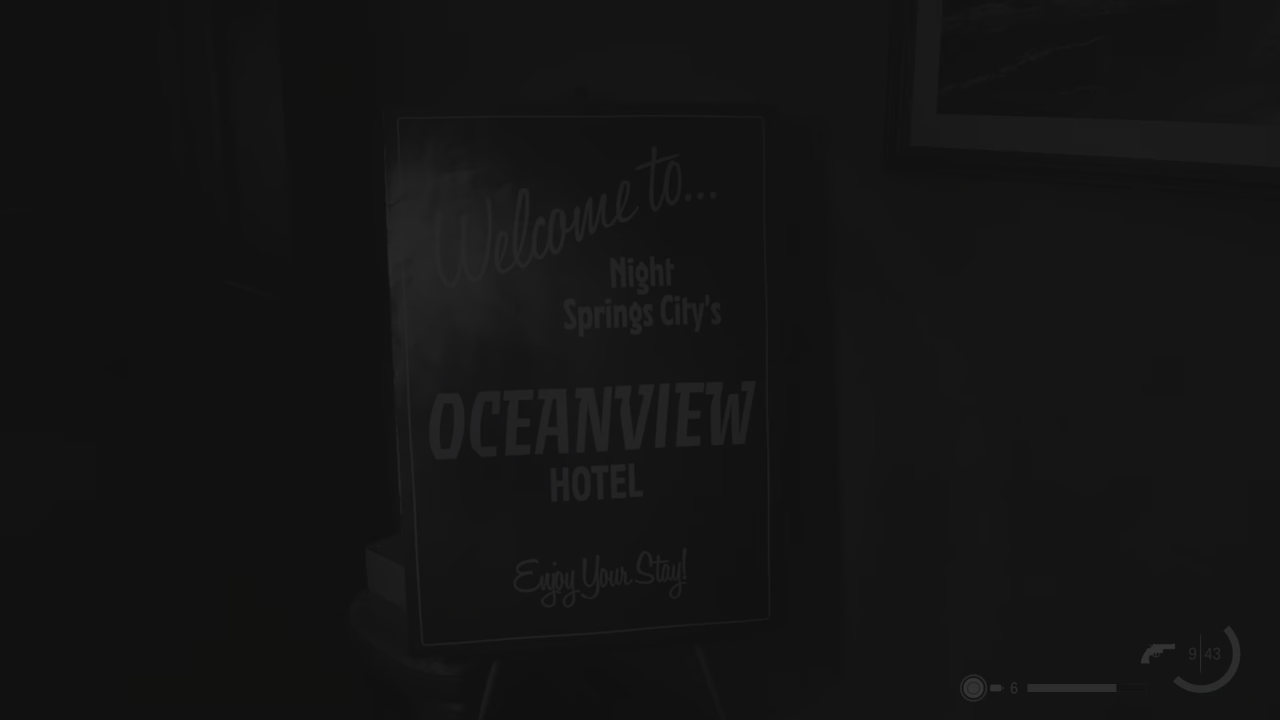 Welcome to...
Night
Springs City's
OCEANVIEW
HOTEL
Enjoy Your Stay!
9 43
6